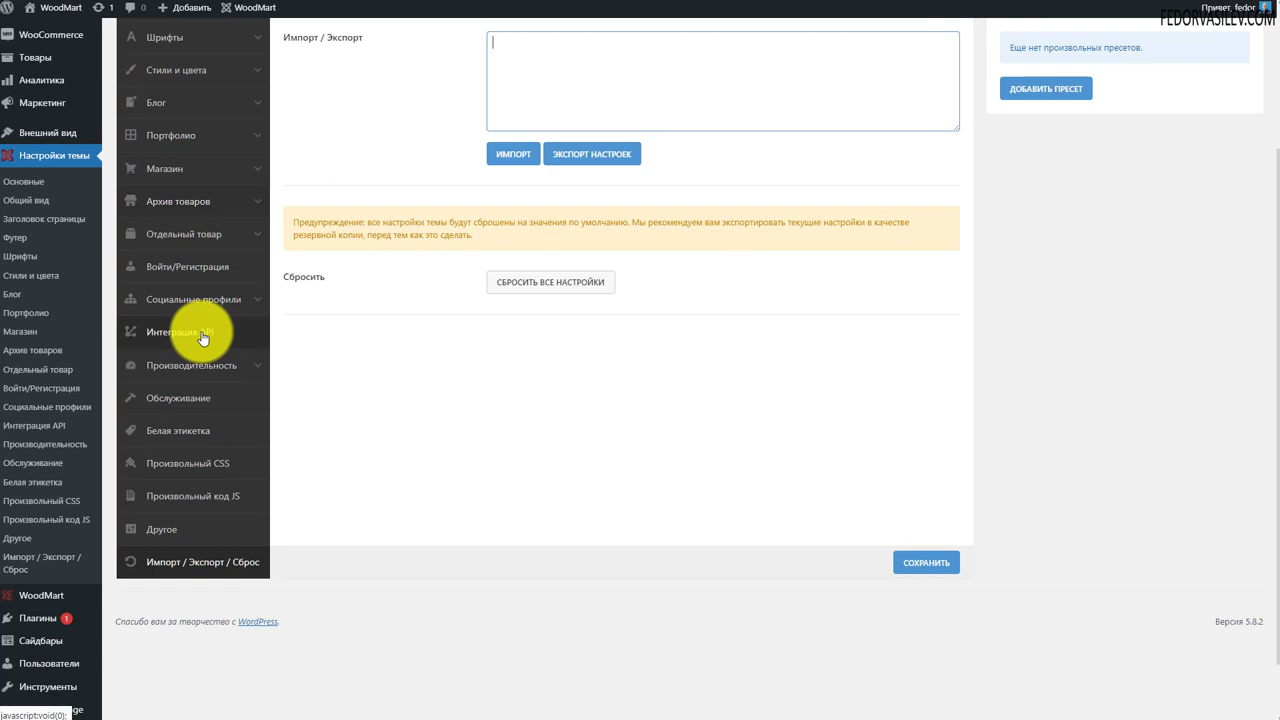 WoodMart
1
0
Добавить
WoodMart
Привет, fedor
FEDORVASILEV.COM
WooCommerce
Товары
Аналитика
Маркетинг
Внешний вид
Настройки темы
Основные
Общий вид
Заголовок страницы
Футер
Шрифты
Стили и цвета
Блог
Портфолио
Магазин
Архив товаров
Отдельный товар
Войти/Регистрация
Социальные профили
Интеграция API
Производительность
Обслуживание
Белая этикетка
Произвольный CSS
Произвольный код JS
Другое
Импорт / Экспорт /
Сброс
WoodMart
Плагины 1
Сайдбары
Пользователи
Инструменты
javascript:void(0);
Шрифты
Стили и цвета
Блог
Портфолио
Магазин
Архив товаров
Отдельный товар
Войти/Регистрация
Социальные профили
Интеграция API
Производительность
Обслуживание
Белая этикетка
Произвольный CSS
Произвольный код JS
Другое
Импорт / Экспорт / Сброс
Импорт / Экспорт
ИМПОРТ
ЭКСПОРТ НАСТРОЕК
Предупреждение: все настройки темы будут сброшены на значения по умолчанию. Мы рекомендуем вам экспортировать текущие настройки в качестве
резервной копии, перед тем как это сделать.
Сбросить
СБРОСИТЬ ВСЕ НАСТРОЙКИ
СОХРАНИТЬ
Еще нет произвольных пресетов.
ДОБАВИТЬ ПРЕСЕТ
Спасибо вам за творчество с WordPress.
Версия 5.8.2